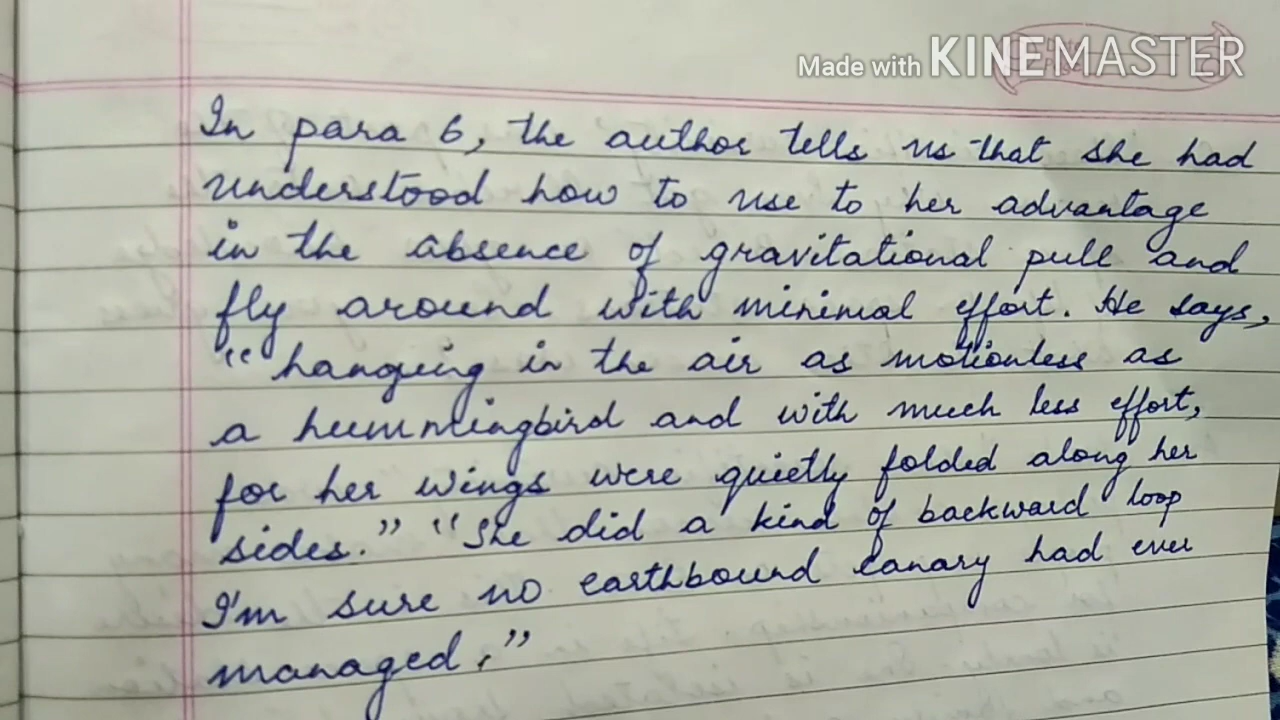 Made with KINEMASTER
In para 6, the author tells us that she had
understood how to use to her advantage
in the absence of gravitational pull and
fly around with minimal effort. He says,
"hanging in the air as motionless as
a hummingbird and with much less effort,
for her wings were quietly folded along her
sides." "She did a kind of backward loop
I'm sure no earthbound canary had ever
managed."